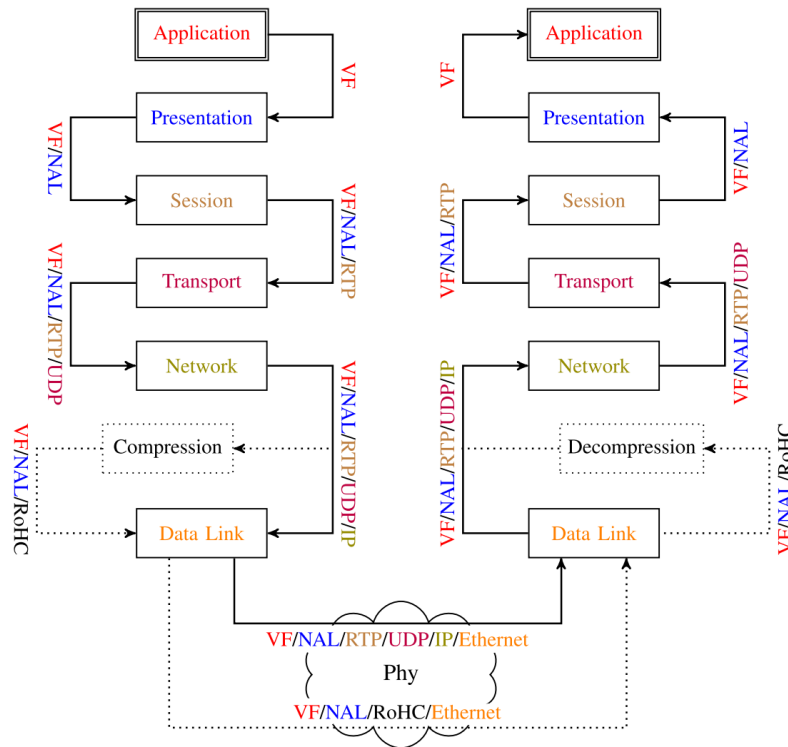 Application
Application
VF
VF
Presentation
Presentation
VF/NAL
VF/NAL
Session
Session
VF/NAL/RTP
VF/NAL/RTP
Transport
Transport
VF/NAL/RTP/UDP
VF/NAL/RTP/UDP
Network
Network
VF/NAL/RTP/UDP/IP
VF/NAL/RTP/UDP/IP
Compression
Decompression
VF/NAL/RoHC
VF/NAL/RoHC
Data Link
Data Link
VF/NAL/RTP/UDP/IP/Ethernet
Phy
VF/NAL/RoHC/Ethernet